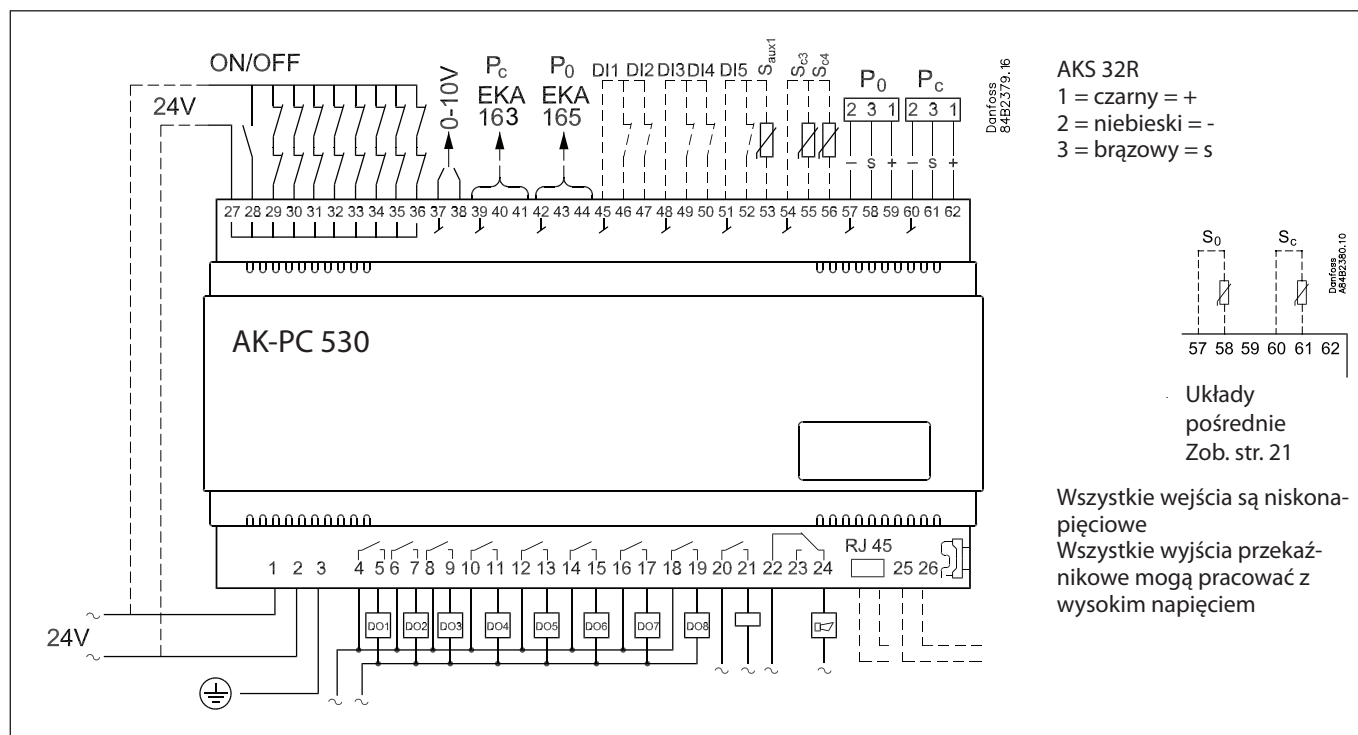 ON/OFF
24V
0-10V
Pc
EKA
163
P0
EKA
165
DI1 DI2 DI3 DI4 DI5 Saux1 Sc3 Sc4
P0
2 3 1
– s +
Pc
2 3 1
– s +
Danfoss
84B2379.16
27 28 29 30 31 32 33 34 35 36 37 38 39 40 41 42 43 44 45 46 47 48 49 50 51 52 53 54 55 56 57 58 59 60 61 62
AK-PC 530
RJ 45
1 2 3 4 5 6 7 8 9 10 11 12 13 14 15 16 17 18 19 20 21 22 23 24 25 26
DO1 DO2 DO3 DO4 DO5 DO6 DO7 DO8
~
24V
~
~ ~ ~ ~ ~ ~
AKS 32R
1 = czarny = +
2 = niebieski = -
3 = brązowy = s
S0 Sc
Danfoss
A84B2380.10
57 58 59 60 61 62
Układy
pośrednie
Zob. str. 21
Wszystkie wejścia są niskona-
pięciowe
Wszystkie wyjścia przekaź-
nikowe mogą pracować z
wysokim napięciem